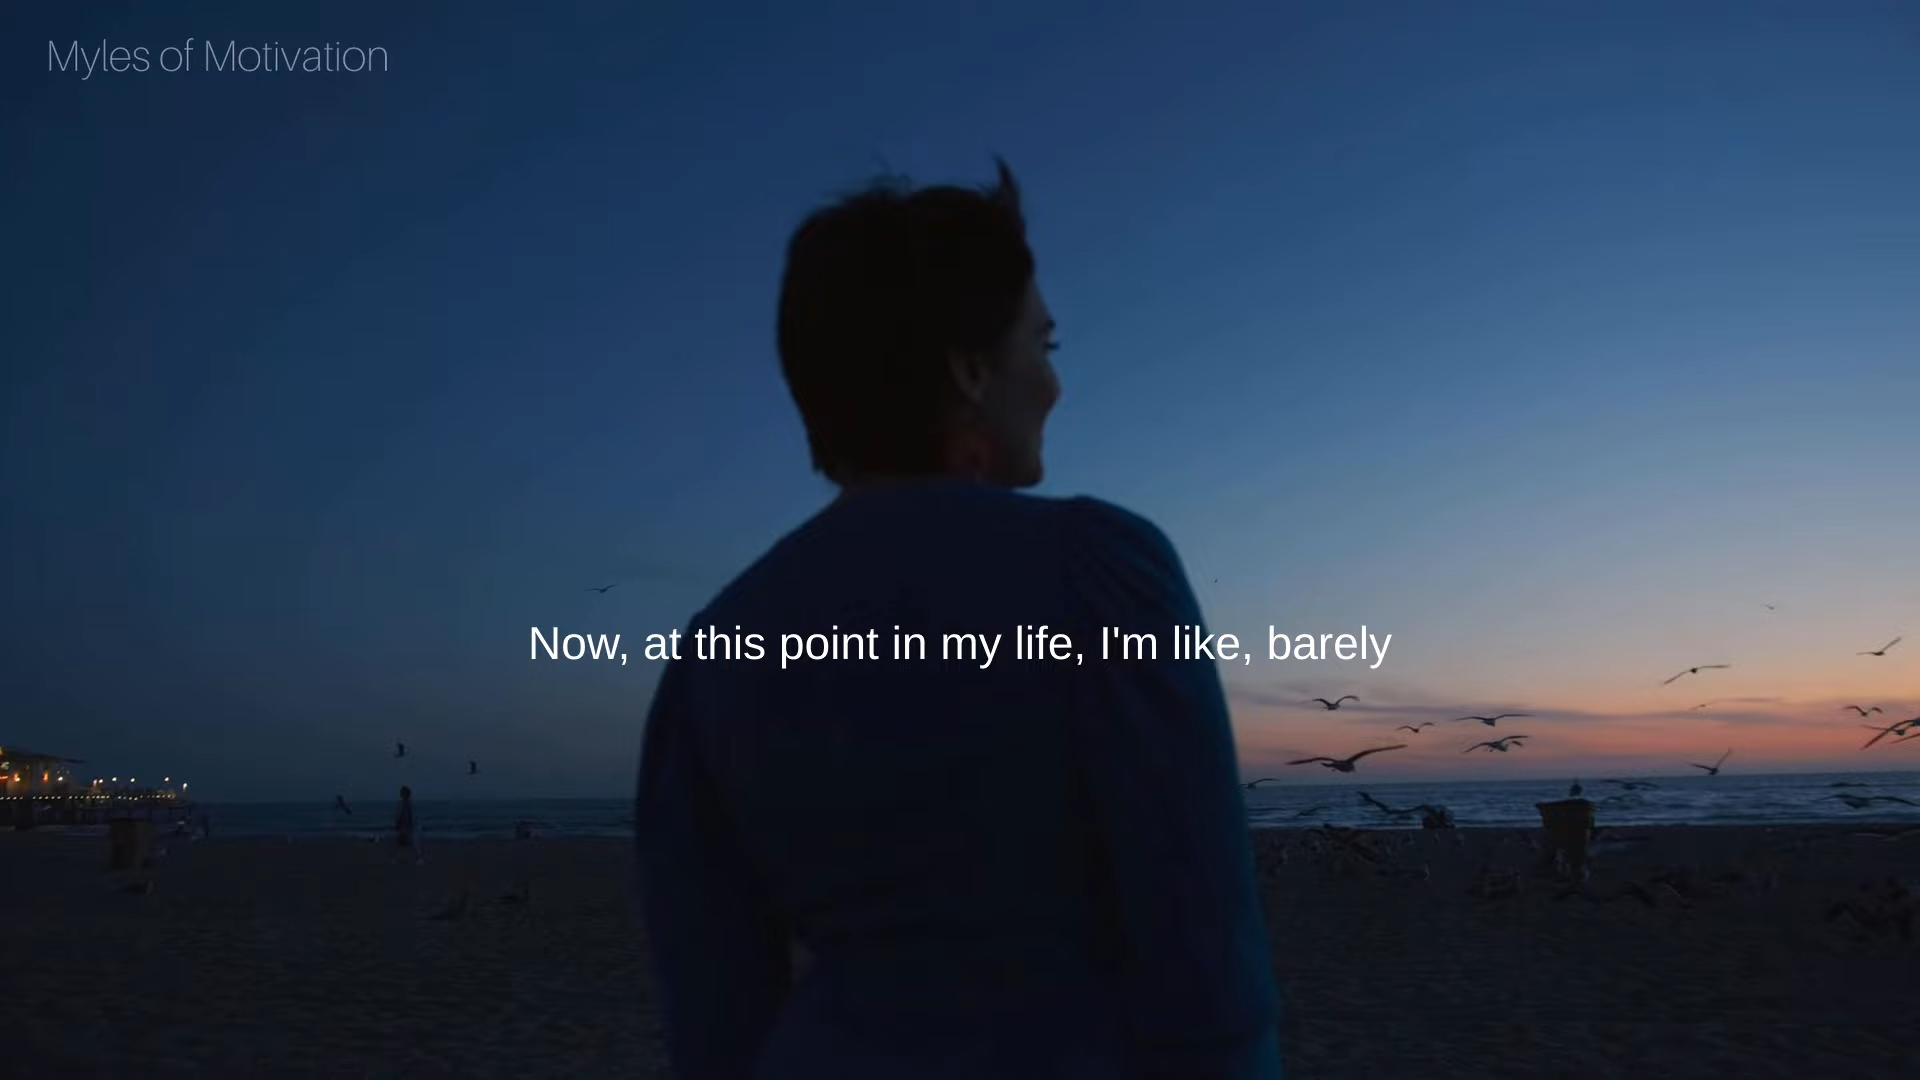 Myles of Motivation
Now, at this point in my life, I'm like, barely